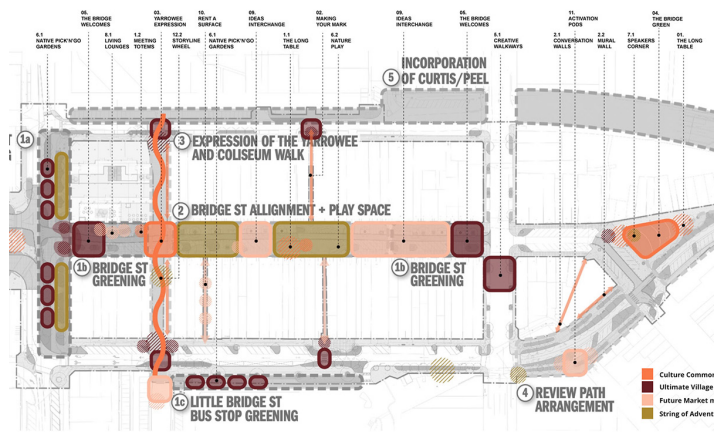 05.
THE BRIDGE
WELCOMES
03.
YARROWEE
EXPRESSION
10.
RENT A
SURFACE
09.
IDEAS
INTERCHANGE
02.
MAKING
YOUR MARK
09.
IDEAS
INTERCHANGE
05.
THE BRIDGE
WELCOMES
11.
ACTIVATION
PODS
04.
THE BRIDGE
GREEN
6.1
NATIVE PICK'N'GO
GARDENS
8.1
LIVING
LOUNGES
1.2
MEETING
TOTEMS
12.2
STORYLINE
WHEEL
6.1
NATIVE PICK'N'GO
GARDENS
1.1
THE LONG
TABLE
6.2
NATURE
PLAY
6.1
CREATIVE
WALKWAYS
2.1
CONVERBATION
WALLS
2.2
MURAL
WALL
7.1
SPEAKERS
CORNER
01.
THE LONG
TABLE
5 INCORPORATION
OF CURTIS/PEEL
1a
3 EXPRESSION OF THE YARROWEE
AND COLISEUM WALK
2 BRIDGE ST ALLIGNMENT + PLAY SPACE
1b BRIDGE ST
GREENING
1b BRIDGE ST
GREENING
1c LITTLE BRIDGE ST
BUS STOP GREENING
4 REVIEW PATH
ARRANGEMENT
Culture Common
Ultimate Village
Future Market m
String of Advent